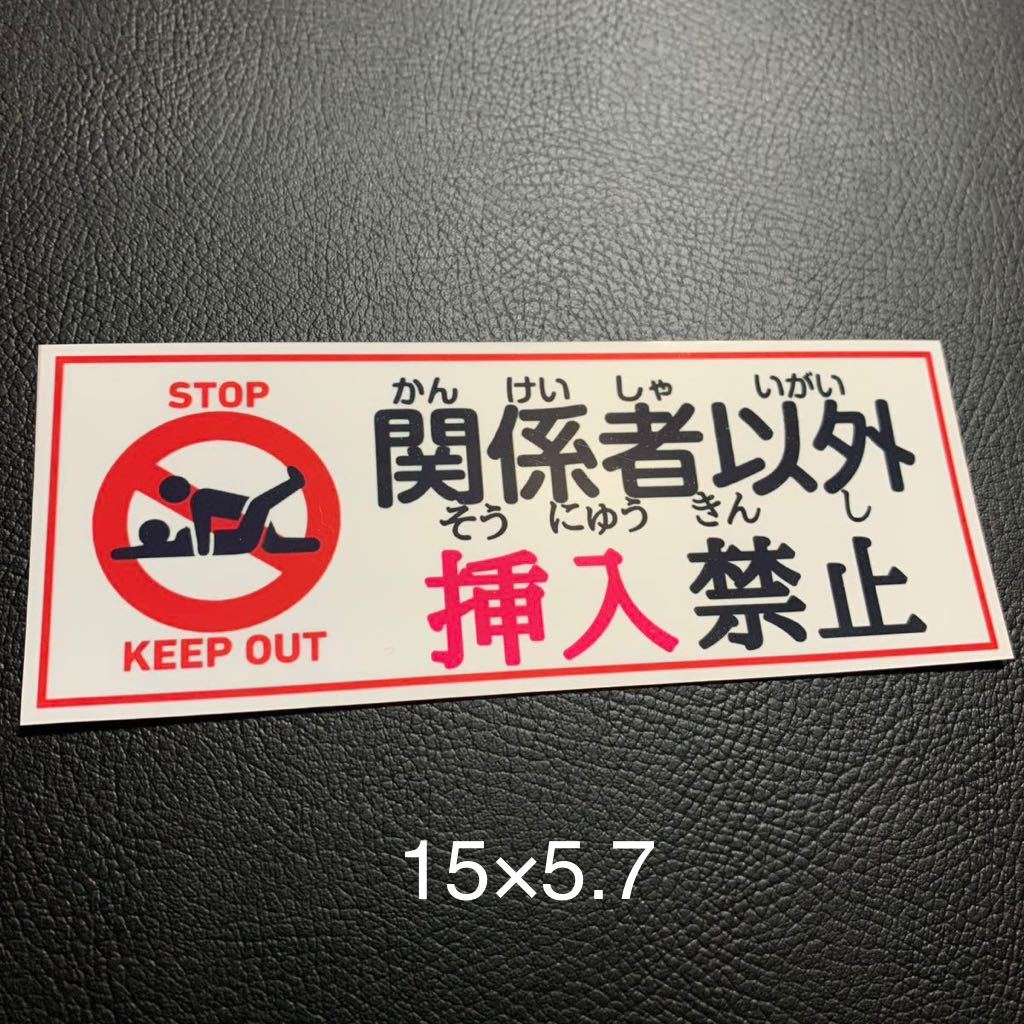 STOP
KEEP OUT
かん けい しゃ いがい
関係者以外
そう にゅう きん し
挿入禁止
15×5.7